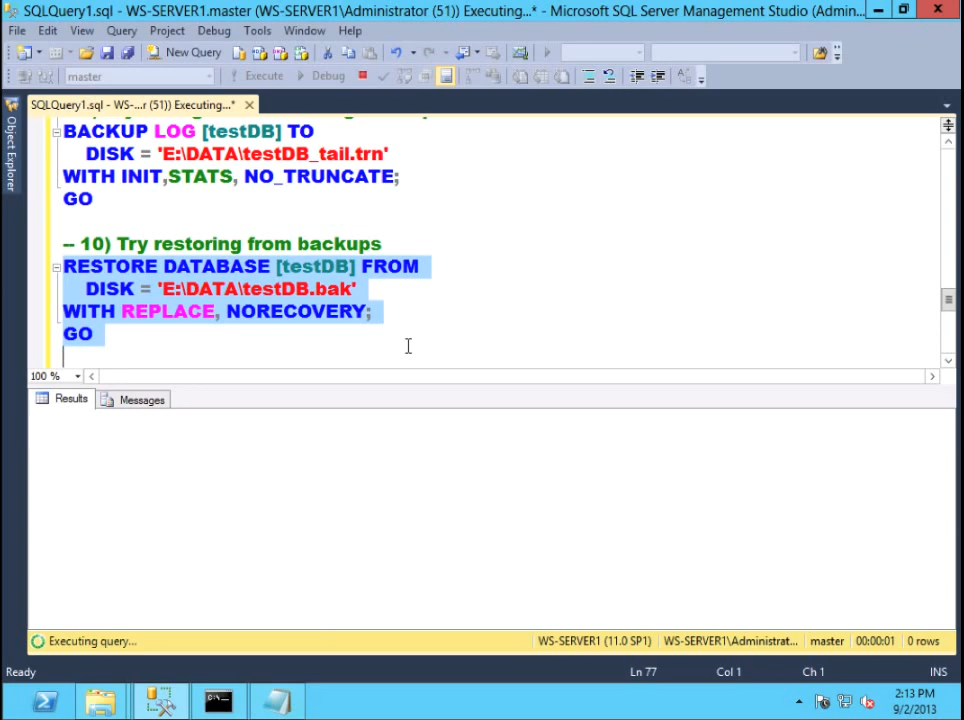 SQLQuery1.sql - WS-SERVER1.master (WS-SERVER1\Administrator (51)) Executing...* - Microsoft SQL Server Management Studio (Admin...
File Edit View Query Project Debug Tools Window Help
New Query
master Execute Debug
SQLQuery1.sql - WS-...r (51)) Executing...*
Object Explorer
BACKUP LOG [testDB] TO
DISK = 'E:\DATA\testDB_tail.trn'
WITH INIT,STATS, NO_TRUNCATE;
GO
-- 10) Try restoring from backups
RESTORE DATABASE [testDB] FROM
DISK = 'E:\DATA\testDB.bak'
WITH REPLACE, NORECOVERY;
GO
100 %
Results Messages
Executing query... WS-SERVER1 (11.0 SP1) WS-SERVER1\Administrat... master 00:00:01 0 rows
Ready Ln 77 Col 1 Ch 1 INS
2:13 PM
9/2/2013